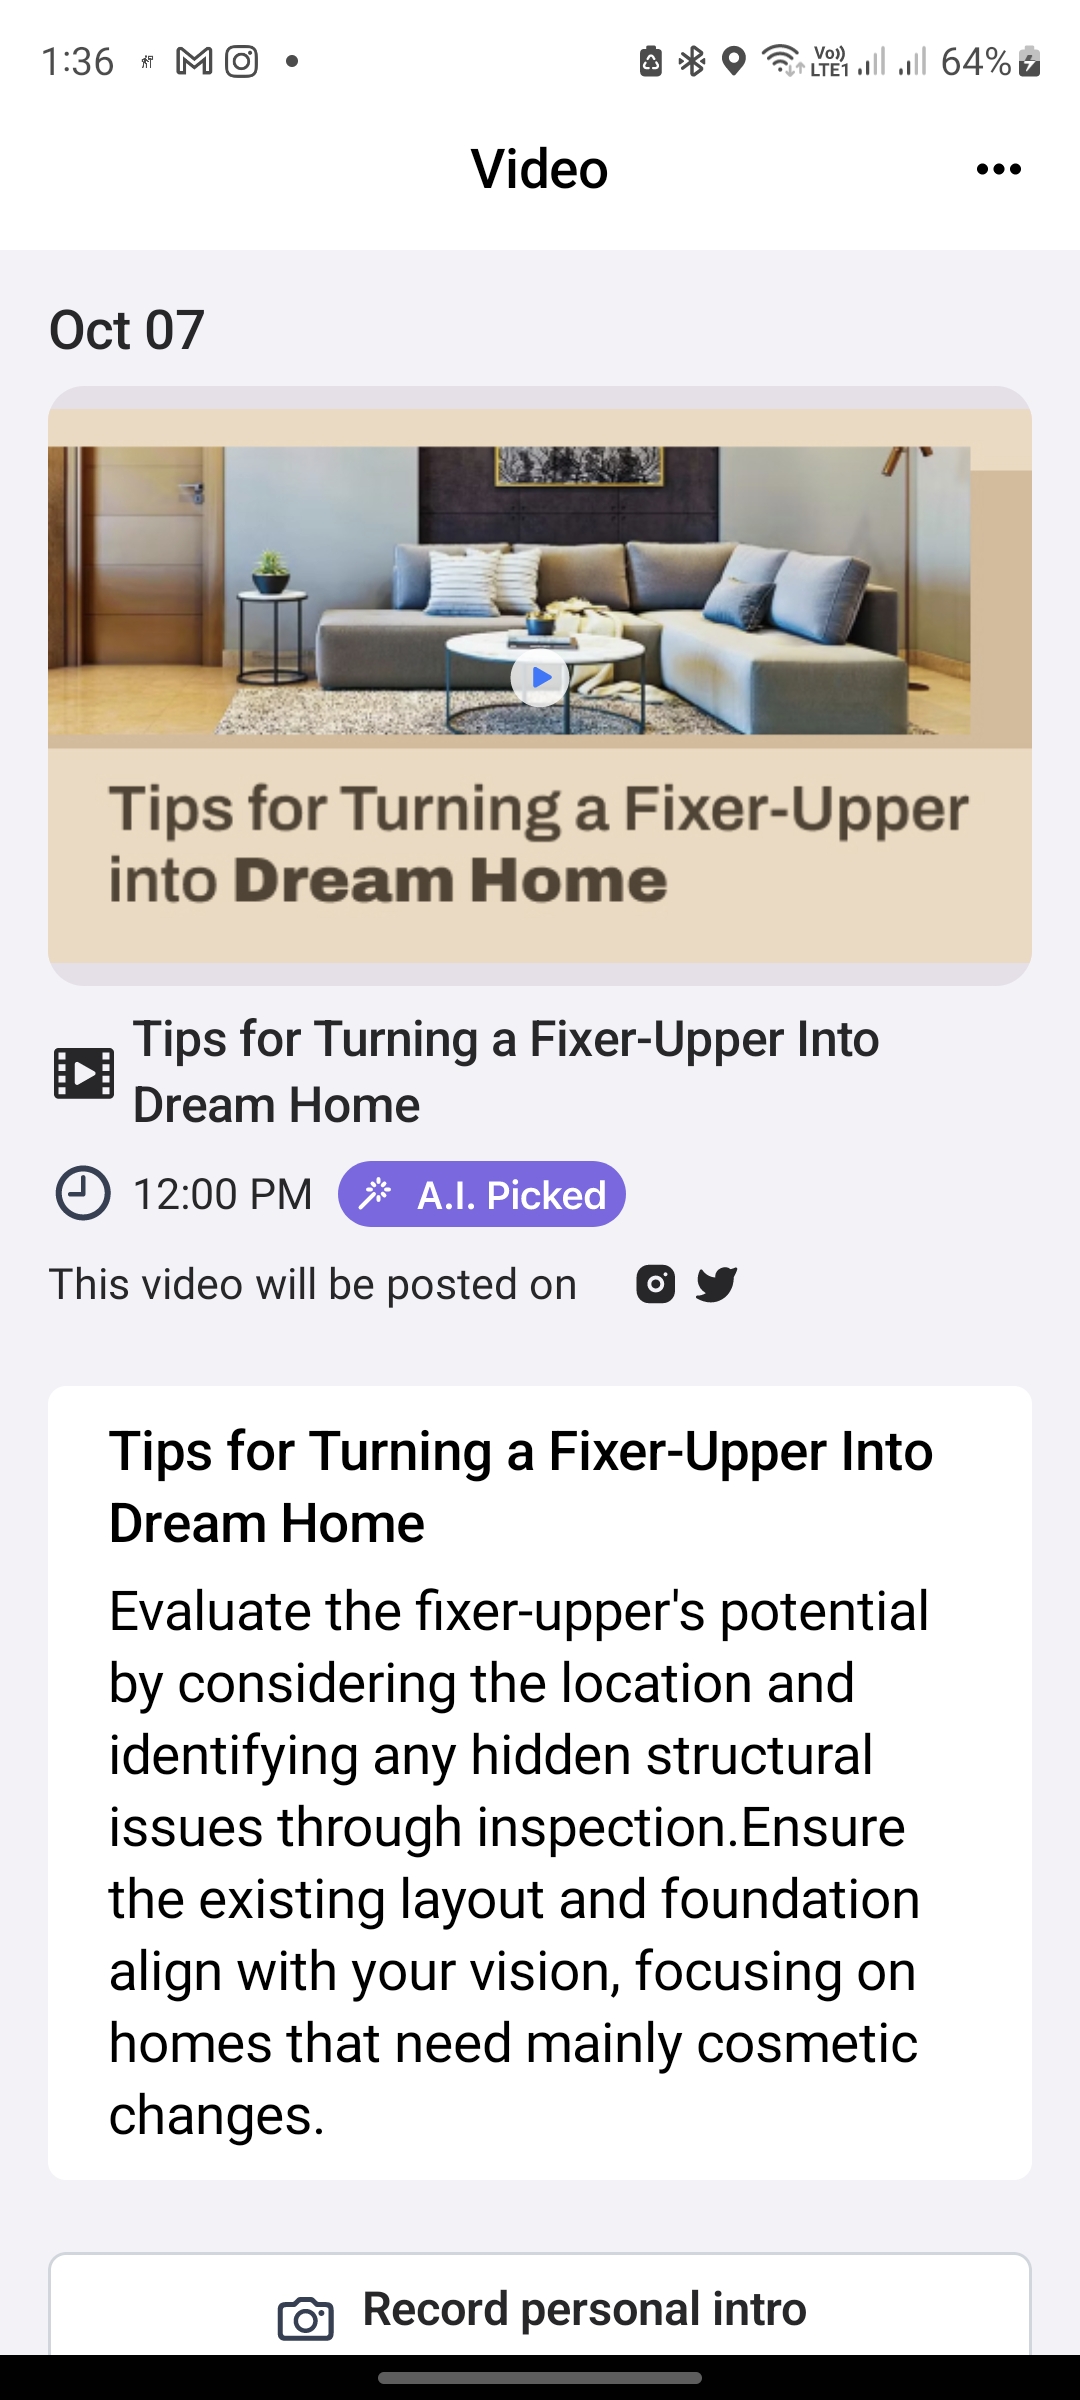 1:36
Vo))
LTE1
64%
Video
Oct 07
Tips for Turning a Fixer-Upper
into Dream Home
Tips for Turning a Fixer-Upper Into
Dream Home
12:00 PM
A.I. Picked
This video will be posted on
Tips for Turning a Fixer-Upper Into
Dream Home
Evaluate the fixer-upper's potential
by considering the location and
identifying any hidden structural
issues through inspection.Ensure
the existing layout and foundation
align with your vision, focusing on
homes that need mainly cosmetic
changes.
Record personal intro